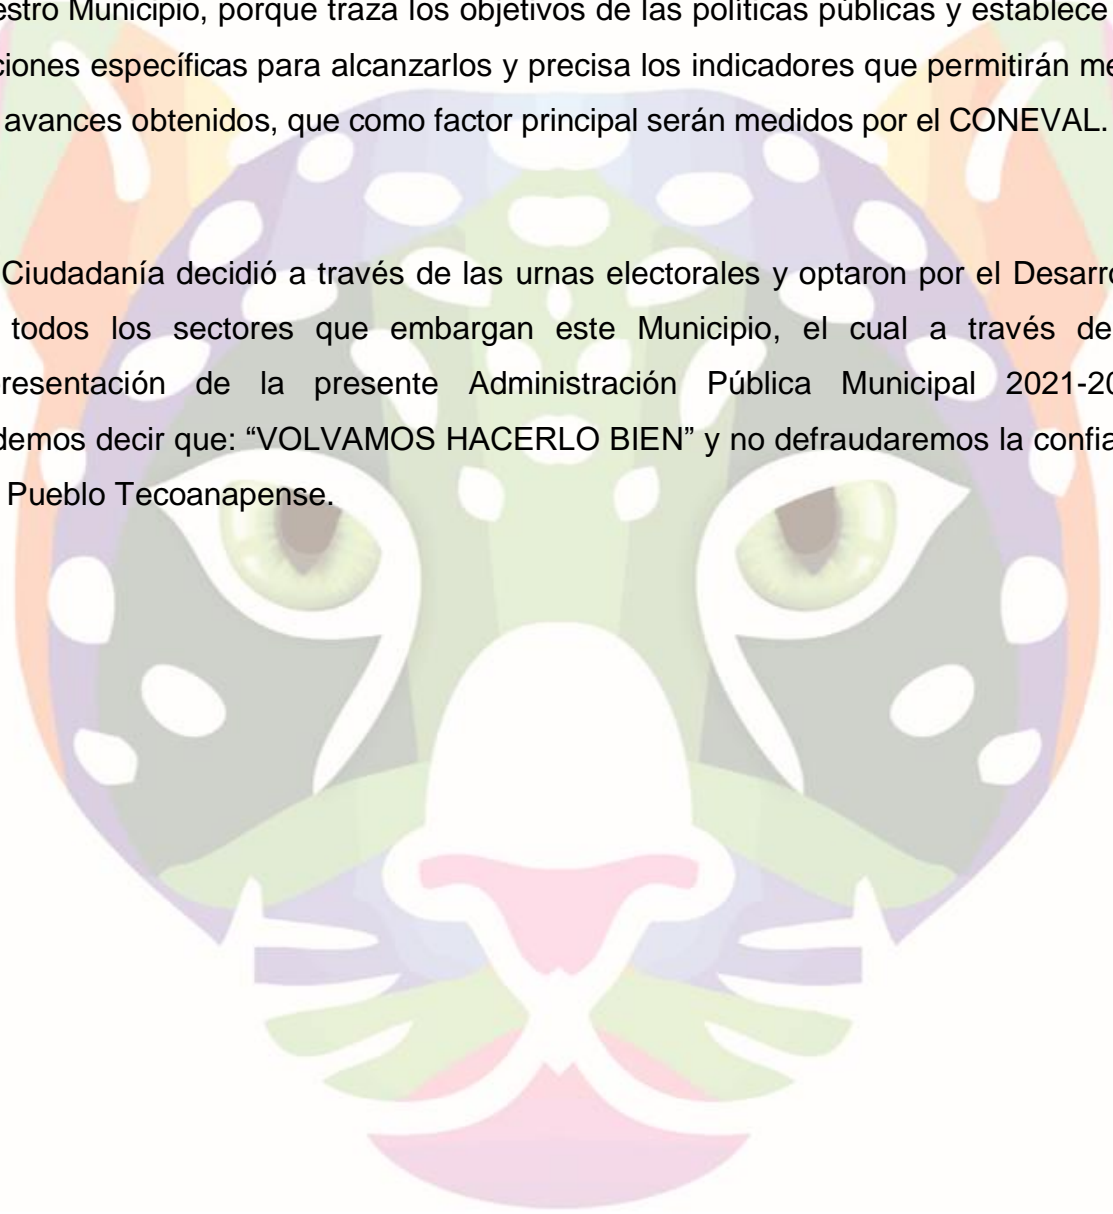 estro Municipio, porque traza los objetivos de las políticas públicas y establece
ciones específicas para alcanzarlos y precisa los indicadores que permitirán me
avances obtenidos, que como factor principal serán medidos por el CONEVAL.
Ciudadanía decidió a través de las urnas electorales y optaron por el Desarro
todos los sectores que embargan este Municipio, el cual a través de
presentación de la presente Administración Pública Municipal 2021-20
demos decir que: “VOLVAMOS HACERLO BIEN” y no defraudaremos la confia
Pueblo Tecoanapense.